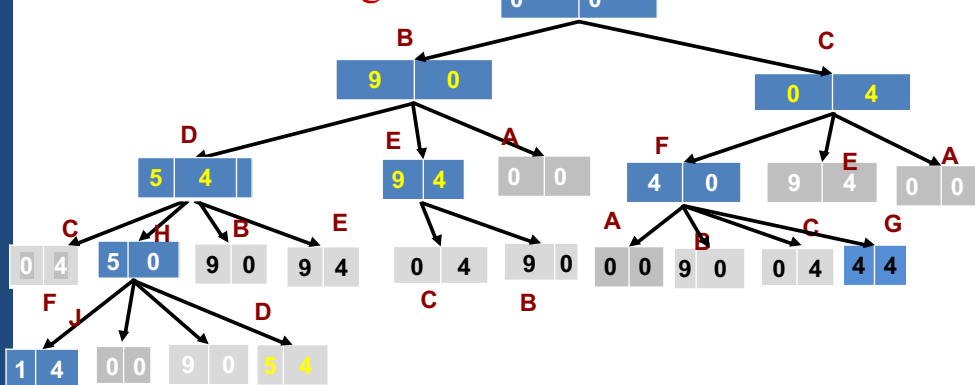 0 0
B C
9 0 0 4
D E A F E A
5 4 9 4 0 0 4 0 9 4 0 0
C H B E A B C G
0 4 5 0 9 0 9 4 0 4 9 0 0 0 9 0 0 4 4 4
F J D C B
1 4 0 0 9 0 5 4